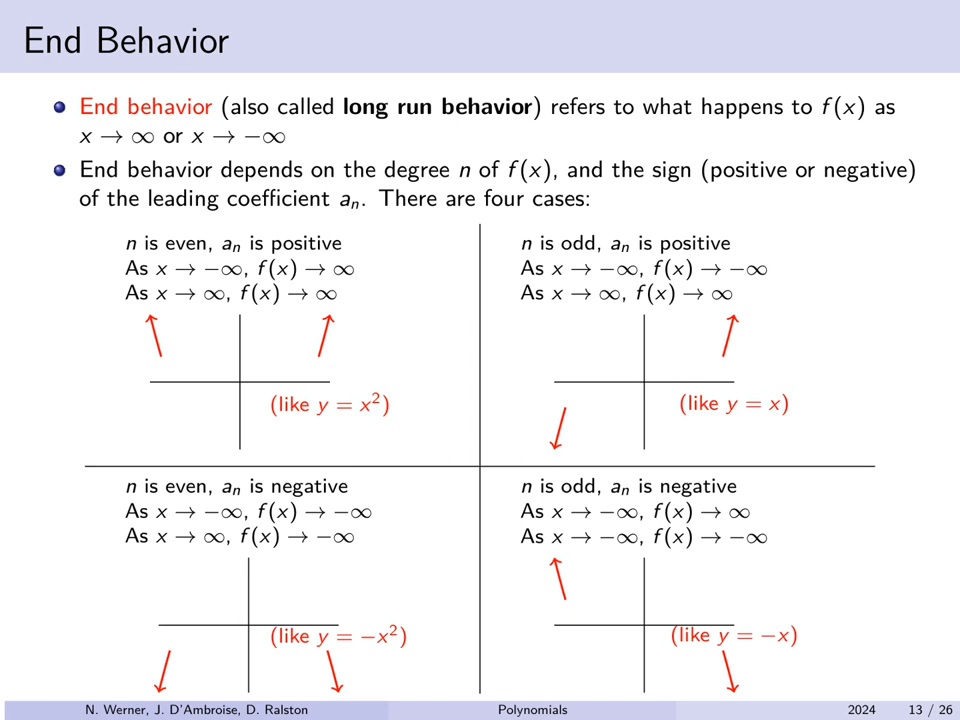 End Behavior
End behavior (also called long run behavior) refers to what happens to f(x) as
x → ∞ or x → −∞
End behavior depends on the degree n of f(x), and the sign (positive or negative)
of the leading coefficient aₙ. There are four cases:
n is even, aₙ is positive
As x → −∞, f(x) → ∞
As x → ∞, f(x) → ∞
(like y = x²)
n is odd, aₙ is positive
As x → −∞, f(x) → −∞
As x → ∞, f(x) → ∞
(like y = x)
n is even, aₙ is negative
As x → −∞, f(x) → −∞
As x → ∞, f(x) → −∞
(like y = −x²)
n is odd, aₙ is negative
As x → −∞, f(x) → ∞
As x → −∞, f(x) → −∞
(like y = −x)
N. Werner, J. D'Ambroise, D. Ralston Polynomials 2024 13 / 26